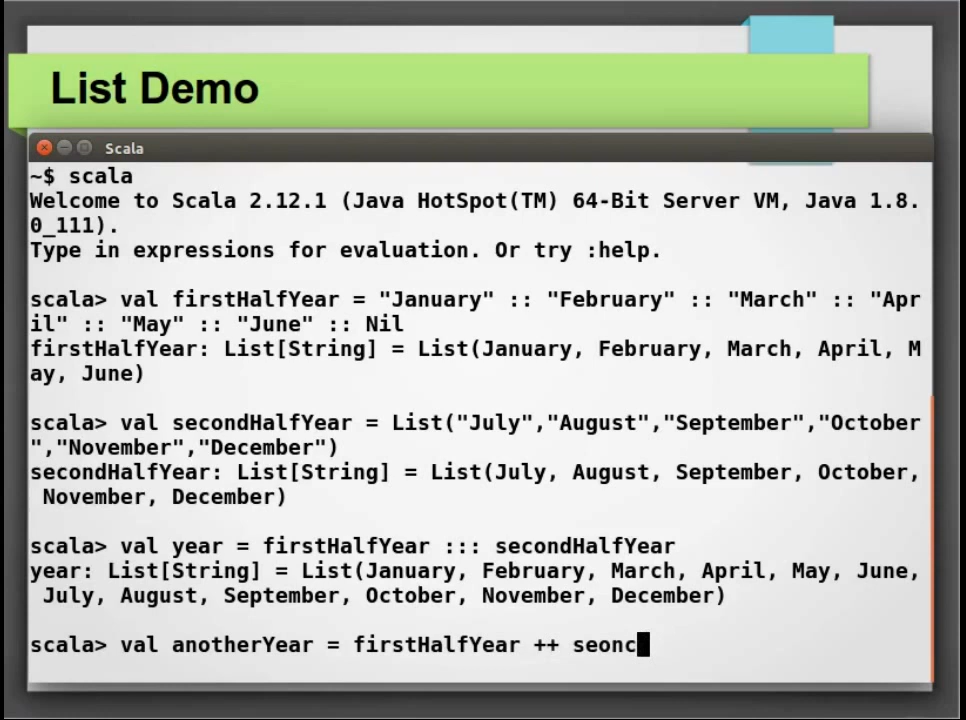 List Demo
Scala
~$ scala
Welcome to Scala 2.12.1 (Java HotSpot(TM) 64-Bit Server VM, Java 1.8.
0_111).
Type in expressions for evaluation. Or try :help.
scala> val firstHalfYear = "January" :: "February" :: "March" :: "Apr
il" :: "May" :: "June" :: Nil
firstHalfYear: List[String] = List(January, February, March, April, M
ay, June)
scala> val secondHalfYear = List("July","August","September","October
","November","December")
secondHalfYear: List[String] = List(July, August, September, October,
 November, December)
scala> val year = firstHalfYear ::: secondHalfYear
year: List[String] = List(January, February, March, April, May, June,
 July, August, September, October, November, December)
scala> val anotherYear = firstHalfYear ++ seonc